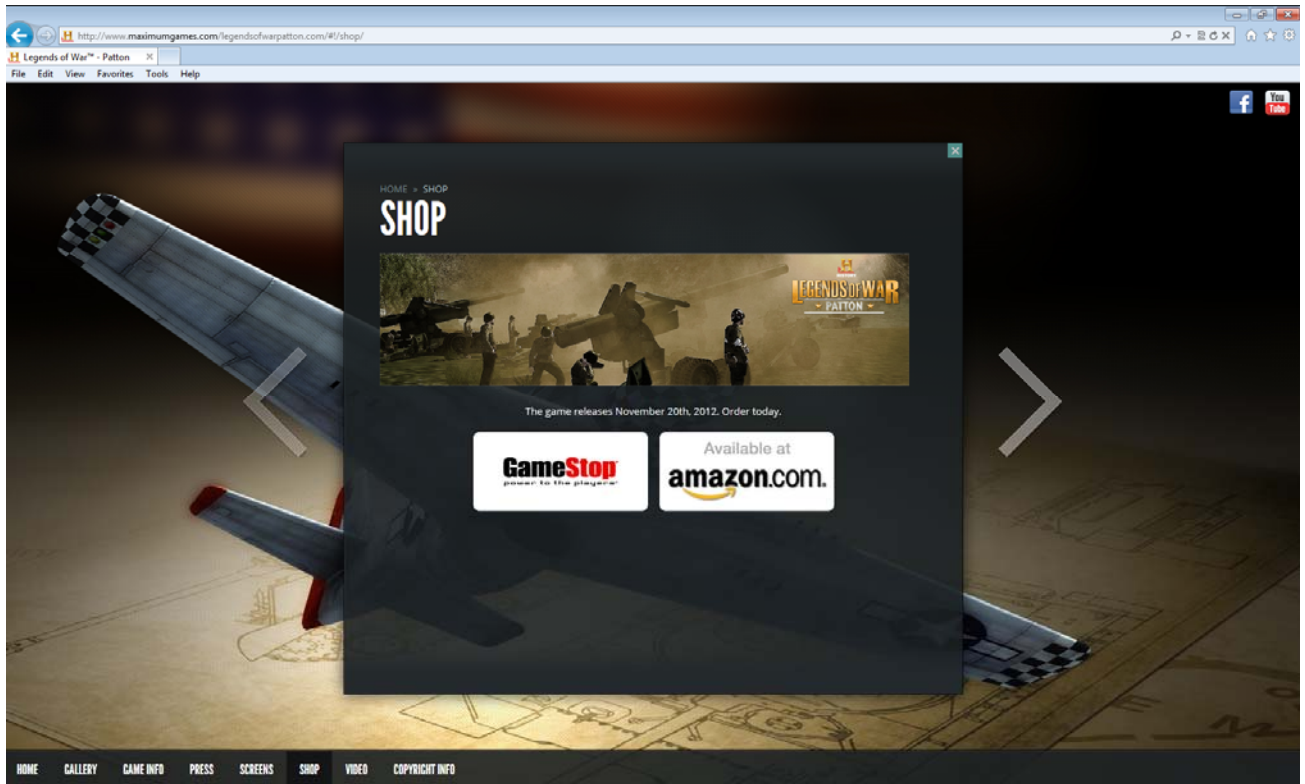 http://www.maximumgames.com/legendsofwarpatton.com/#!/shop/
Legends of War™ - Patton
File Edit View Favorites Tools Help
f You Tube
HOME » SHOP
SHOP
H
LEGENDS OF WAR
PATTON
The game releases November 20th, 2012. Order today.
GameStop
power to the players®
Available at
amazon.com.
HOME GALLERY GAME INFO PRESS SCREENS SHOP VIDEO COPYRIGHT INFO